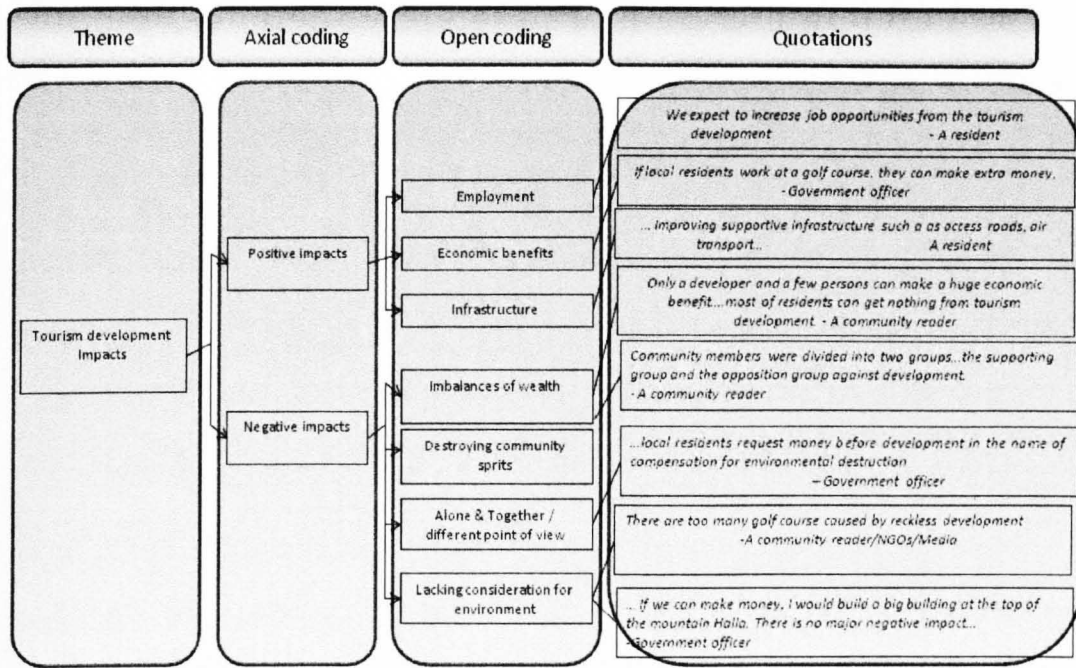 Theme
Axial coding
Open coding
Quotations
Tourism development
Impacts
Positive impacts
Negative impacts
Employment
Economic benefits
Infrastructure
Imbalances of wealth
Destroying community
sprits
Alone & Together /
different point of view
Lacking consideration for
environment
We expect to increase job opportunities from the tourism
development - A resident
If local residents work at a golf course, they can make extra money.
- Government officer
... improving supportive infrastructure such a as access roads, air
transport... A resident
Only a developer and a few persons can make a huge economic
benefit...most of residents can get nothing from tourism
development - A community reader
Community members were divided into two groups...the supporting
group and the opposition group against development.
- A community reader
...local residents request money before development in the name of
compensation for environmental destruction
– Government officer
There are too many golf course caused by reckless development
-A community reader/NGOs/Media
... If we can make money, I would build a big building at the top of
the mountain Halla. There is no major negative impact...
-Government officer